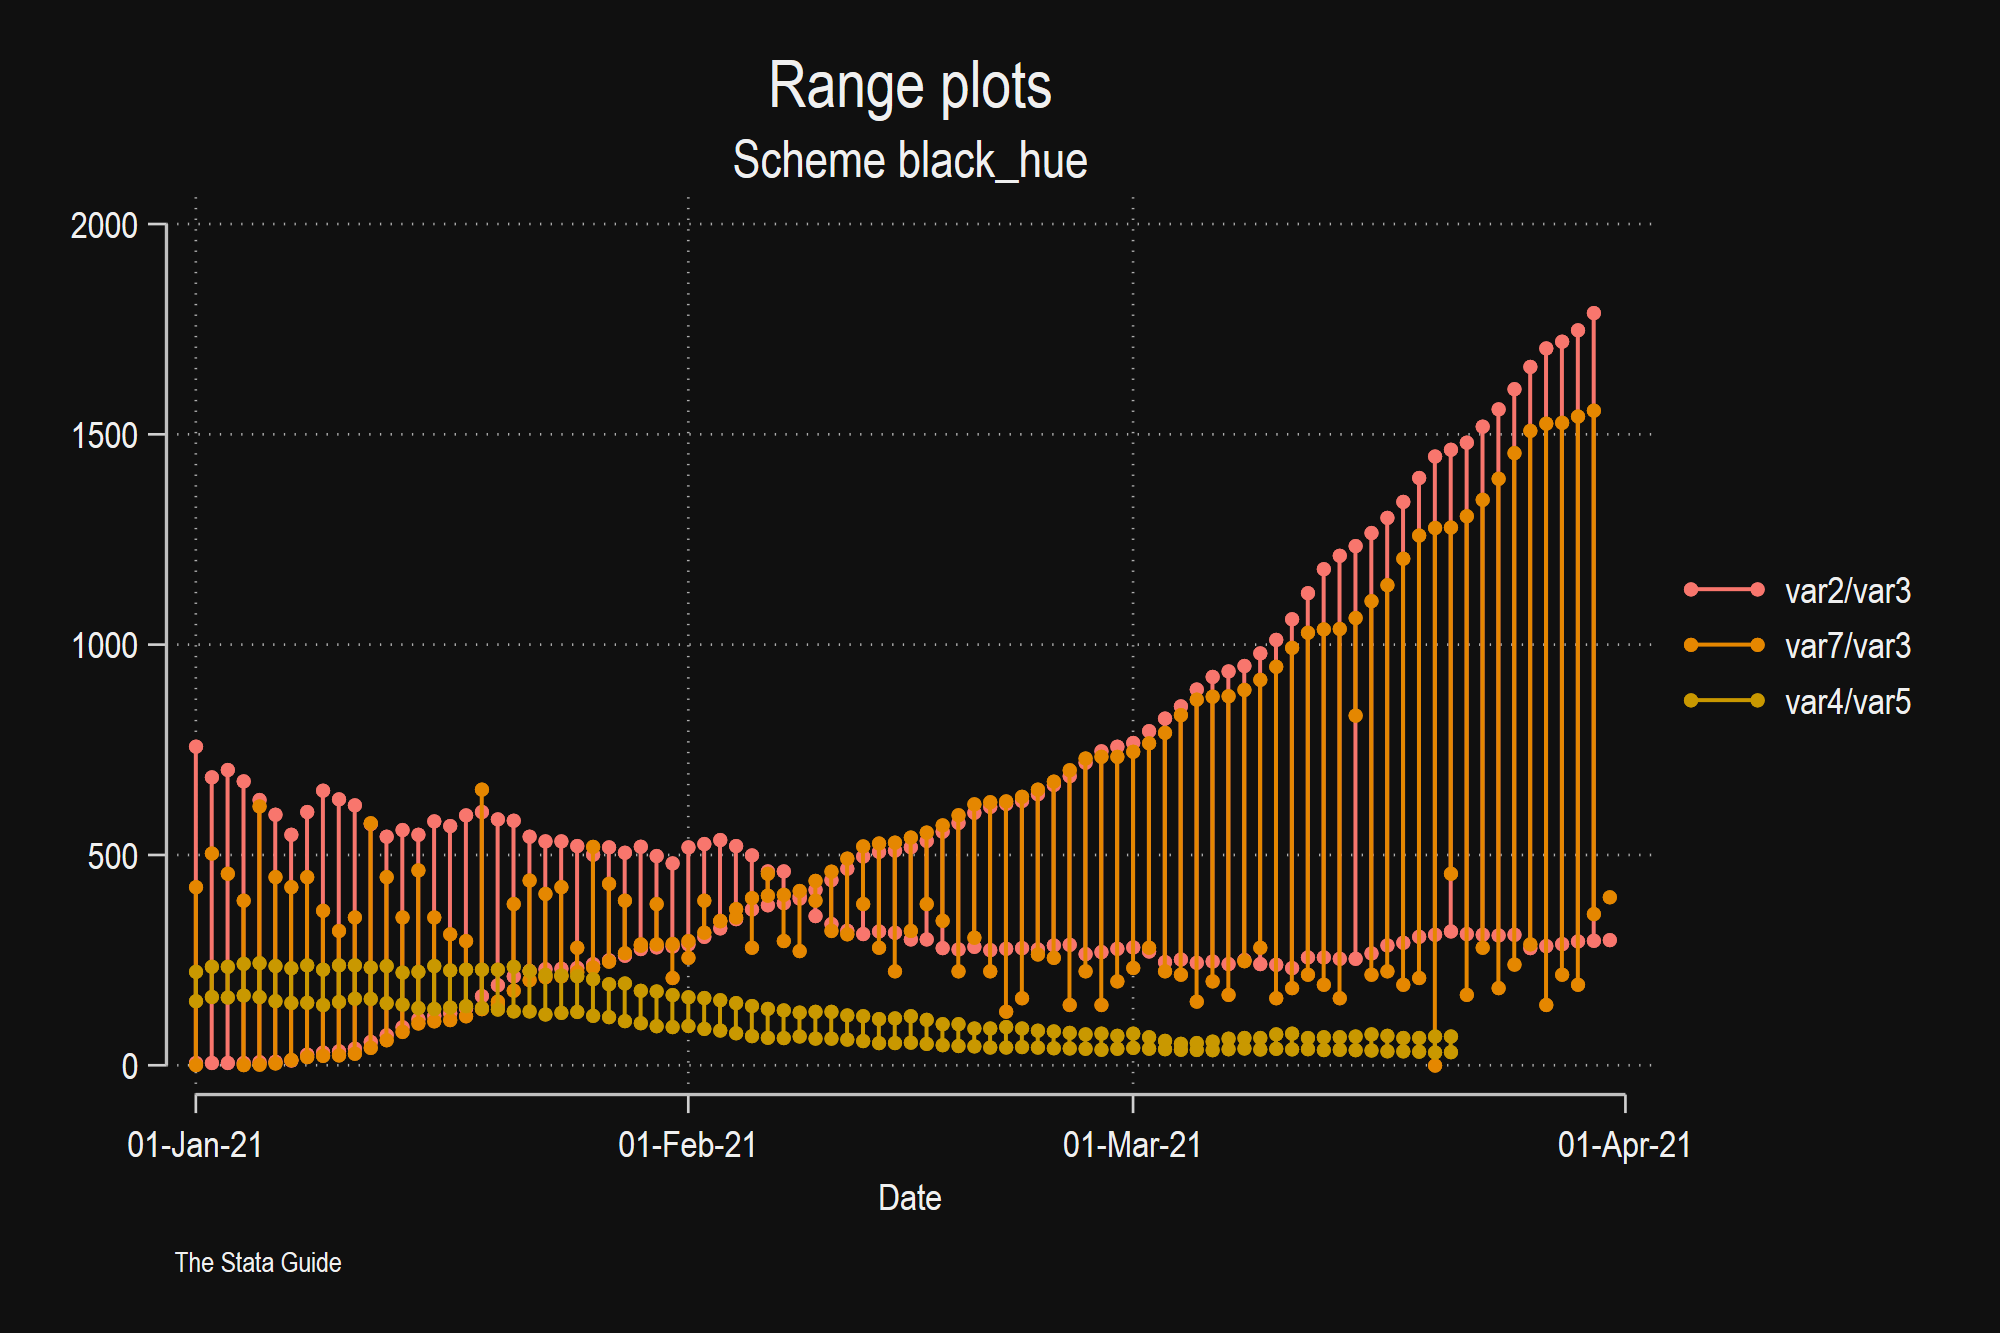 Range plots
Scheme black_hue
2000
1500
1000
500
0
01-Jan-21
01-Feb-21
01-Mar-21
01-Apr-21
Date
var2/var3
var7/var3
var4/var5
The Stata Guide